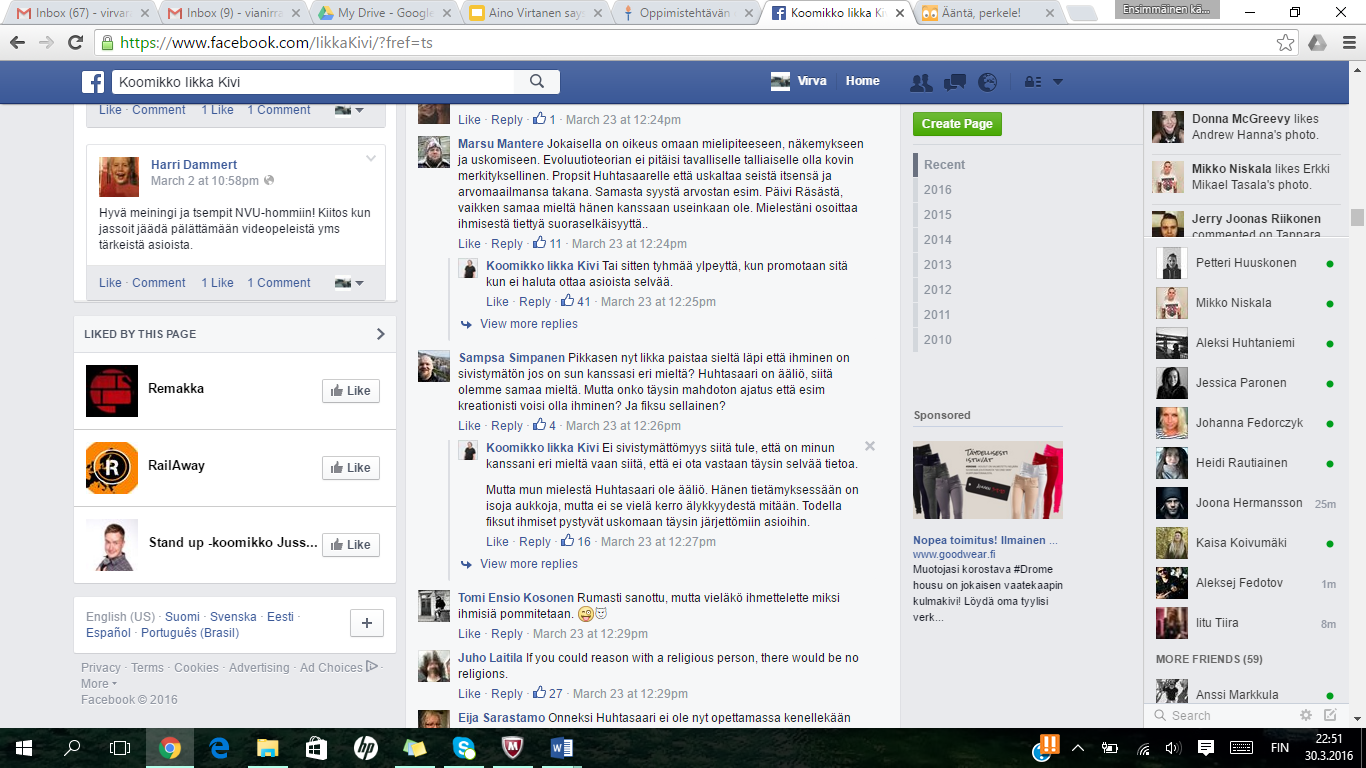 Inbox (67) - virvar
Inbox (9) - vianirra
My Drive - Google
Aino Virtanen says
Oppimistehtävän
Koomikko Iikka Kiv
Ääntä, perkele!
Ensimmäinen kä...
https://www.facebook.com/IikkaKivi/?fref=ts
Koomikko Iikka Kivi
Virva
Home
Like · Comment 1 Like 1 Comment
Harri Dammert
March 2 at 10:58pm
Hyvä meiningi ja tsempit NVU-hommiin! Kiitos kun
jassoit jäädä pälättämään videopeleistä yms
tärkeistä asioista.
Like · Comment 1 Like 1 Comment
LIKED BY THIS PAGE
Remakka
Like
RailAway
Like
Stand up -koomikko Juss...
Like
English (US) · Suomi · Svenska · Eesti ·
Español · Português (Brasil)
Privacy · Terms · Cookies · Advertising · Ad Choices ·
More
Facebook © 2016
Like · Reply · 1 · March 23 at 12:24pm
Marsu Mantere Jokaisella on oikeus omaan mielipiteeseen, näkemykseen
ja uskomiseen. Evoluutioteorian ei pitäisi tavalliselle talliaiselle olla kovin
merkityksellinen. Propsit Huhtasaarelle että uskaltaa seistä itsensä ja
arvomaailmansa takana. Samasta syystä arvostan esim. Päivi Räsästä,
vaikken samaa mieltä hänen kanssaan useinkaan ole. Mielestäni osoittaa
ihmisestä tiettyä suoraselkäisyyttä..
Like · Reply · 11 · March 23 at 12:24pm
Koomikko Iikka Kivi Tai sitten tyhmää ylpeyttä, kun promotaan sitä
kun ei haluta ottaa asioista selvää.
Like · Reply · 41 · March 23 at 12:25pm
View more replies
Sampsa Simpanen Pikkasen nyt Iikka paistaa sieltä läpi että ihminen on
sivistymätön jos on sun kanssasi eri mieltä? Huhtasaari on ääliö, siitä
olemme samaa mieltä. Mutta onko täysin mahdoton ajatus että esim
kreationisti voisi olla ihminen? Ja fiksu sellainen?
Like · Reply · 4 · March 23 at 12:26pm
Koomikko Iikka Kivi Ei sivistymättömyys siitä tule, että on minun
kanssani eri mieltä vaan siitä, että ei ota vastaan täysin selvää tietoa.
Mutta mun mielestä Huhtasaari ole ääliö. Hänen tietämyksessään on
isoja aukkoja, mutta ei se vielä kerro älykkyydestä mitään. Todella
fiksut ihmiset pystyvät uskomaan täysin järjettömiin asioihin.
Like · Reply · 16 · March 23 at 12:27pm
View more replies
Tomi Ensio Kosonen Rumasti sanottu, mutta vieläkö ihmettelette miksi
ihmisiä pommitetaan.
Like · Reply · March 23 at 12:29pm
Juho Laitila If you could reason with a religious person, there would be no
religions.
Like · Reply · 27 · March 23 at 12:29pm
Eija Sarastamo Onneksi Huhtasaari ei ole nyt opettamassa kenellekään
Create Page
Recent
2016
2015
2014
2013
2012
2011
2010
Sponsored
TÄYDELLISESTI
ISTUVAT
Nopea toimitus! Ilmainen ...
www.goodwear.fi
Muotojasi korostava #Drome
housu on jokaisen vaatekaapin
kulmakivi! Löydä oma tyylisi
verk...
Donna McGreevy likes
Andrew Hanna's photo.
Mikko Niskala likes Erkki
Mikael Tasala's photo.
Jerry Joonas Riikonen
commented on Tappara
Petteri Huuskonen
Mikko Niskala
Aleksi Huhtaniemi
Jessica Paronen
Johanna Fedorczyk
Heidi Rautiainen
Joona Hermansson 25m
Kaisa Koivumäki
Aleksej Fedotov 1m
Iitu Tiira 8m
MORE FRIENDS (59)
Anssi Markkula
Search
FIN
22:51
30.3.2016